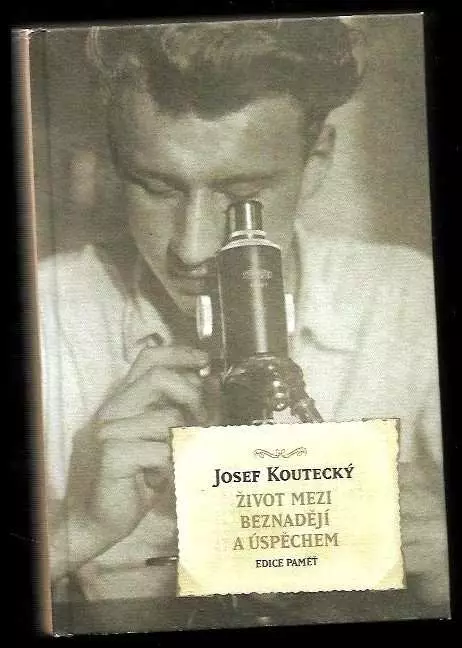 JOSEF KOUTECKÝ
ŽIVOT MEZI
BEZNADĚJÍ
A ÚSPĚCHEM
EDICE PAMĚŤ